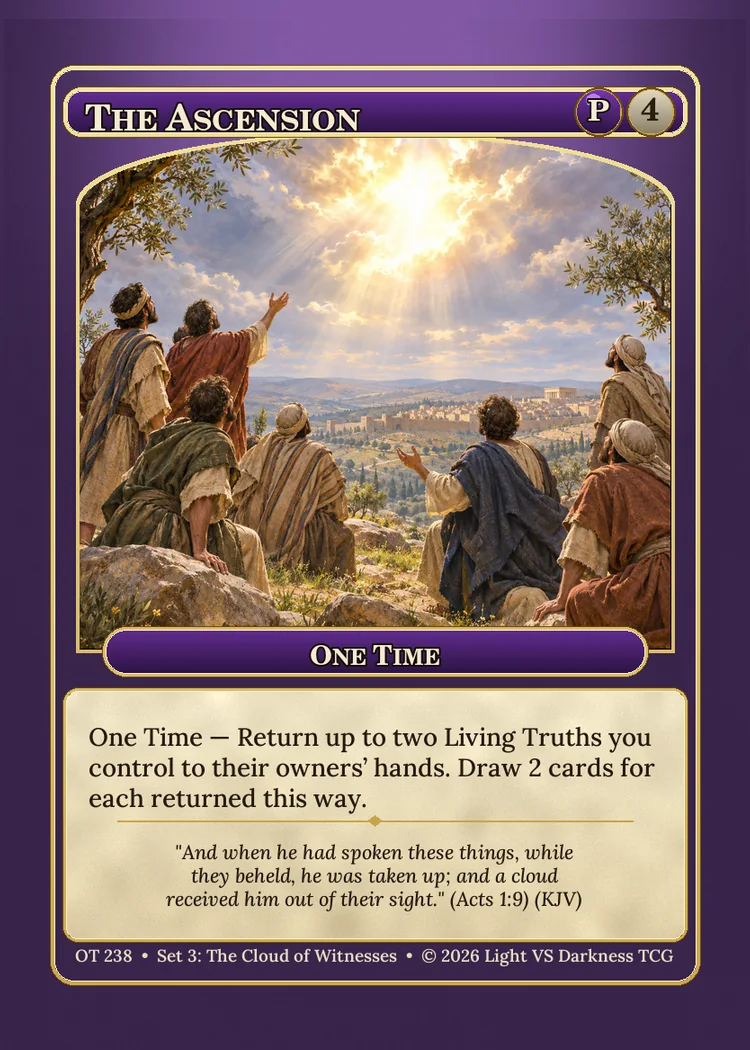 The Ascension P 4
One Time
One Time — Return up to two Living Truths you
control to their owners’ hands. Draw 2 cards for
each returned this way.
"And when he had spoken these things, while
they beheld, he was taken up; and a cloud
received him out of their sight." (Acts 1:9) (KJV)
OT 238 • Set 3: The Cloud of Witnesses • © 2026 Light VS Darkness TCG